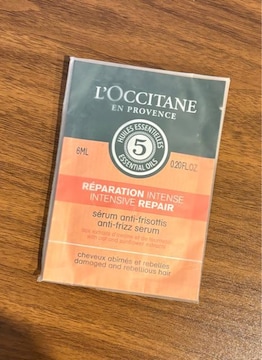 L'OCCITANE
EN PROVENCE
HUILES ESSENTIELLES
5
ESSENTIAL OILS
6ML
0.20FL.OZ.
RÉPARATION INTENSE
INTENSIVE REPAIR
sérum anti-frisottis
anti-frizz serum
cheveux abîmés et rebelles
damaged and rebellious hair